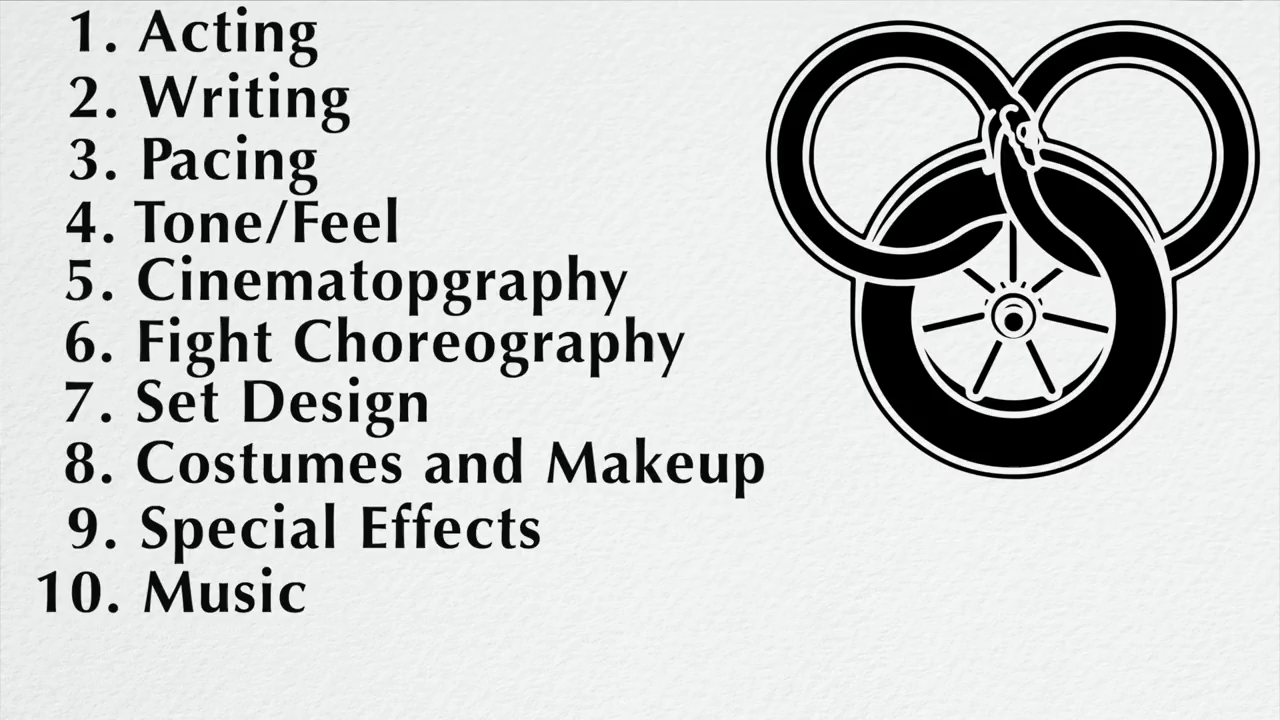 1. Acting
2. Writing
3. Pacing
4. Tone/Feel
5. Cinematopgraphy
6. Fight Choreography
7. Set Design
8. Costumes and Makeup
9. Special Effects
10. Music